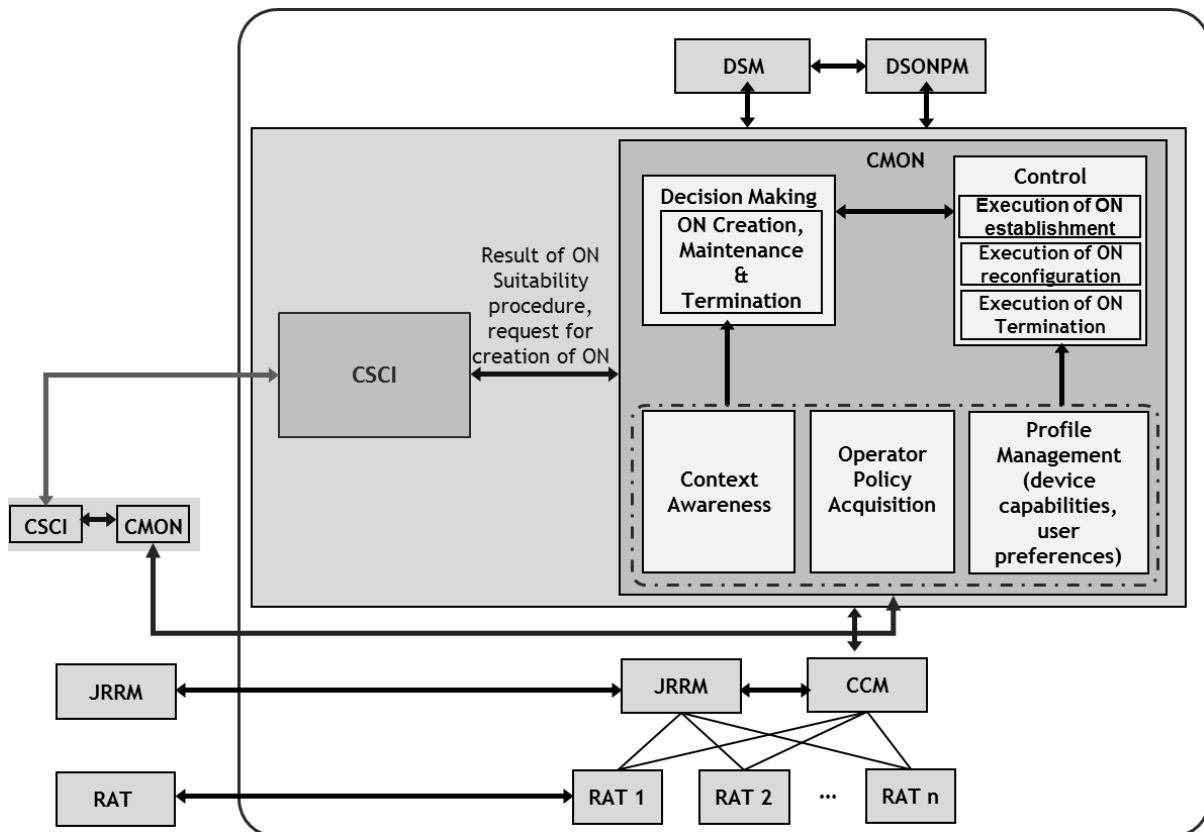 DSM
DSONPM
CMON
Decision Making
ON Creation,
Maintenance
&
Termination
Control
Execution of ON
establishment
Execution of ON
reconfiguration
Execution of ON
Termination
Result of ON
Suitability
procedure,
request for
creation of ON
CSCI
Context
Awareness
Operator
Policy
Acquisition
Profile
Management
(device
capabilities,
user
preferences)
CSCI
CMON
JRRM
JRRM
CCM
RAT
RAT 1
RAT 2
...
RAT n